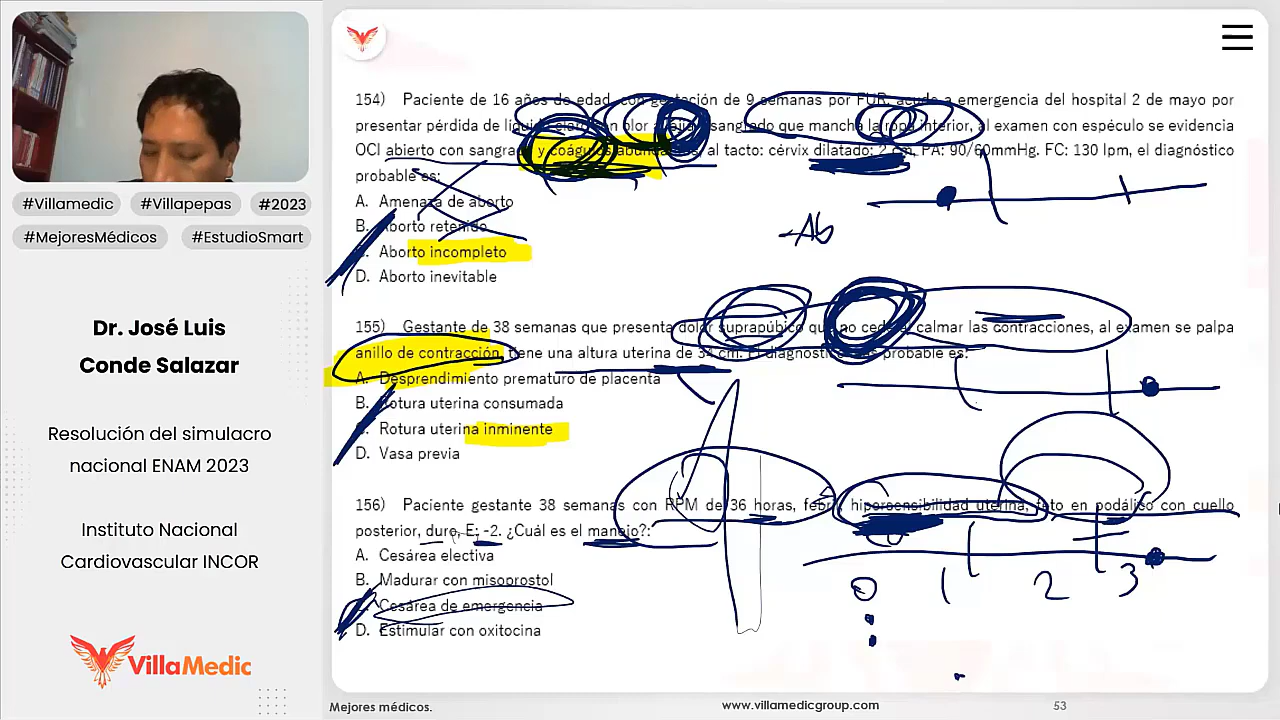 #Villamedic
#Villapepas
#2023
#MejoresMédicos
#EstudioSmart
Dr. José Luis
Conde Salazar
Resolución del simulacro
nacional ENAM 2023
Instituto Nacional
Cardiovascular INCOR
VillaMedic
154) Paciente de 16 años de edad, con gestación de 9 semanas por FUR, acude a emergencia del hospital 2 de mayo por
presentar pérdida de líquido claro con olor a sangrado que mancha la ropa interior, al examen con espéculo se evidencia
OCI abierto con sangrado y coágulos abundantes, al tacto: cérvix dilatado: 2 cm, PA: 90/60mmHg. FC: 130 lpm, el diagnóstico
probable es:
A. Amenaza de aborto
B. Aborto retenido
C. Aborto incompleto
D. Aborto inevitable
-Ab
155) Gestante de 38 semanas que presenta dolor suprapúbico que no cede al calmar las contracciones, al examen se palpa
anillo de contracción, tiene una altura uterina de 34 cm. El diagnóstico más probable es:
A. Desprendimiento prematuro de placenta
B. Rotura uterina consumada
C. Rotura uterina inminente
D. Vasa previa
156) Paciente gestante 38 semanas con RPM de 36 horas, febril, hipersensibilidad uterina, feto en podálico con cuello
posterior, duro, E: -2. ¿Cuál es el manejo?:
A. Cesárea electiva
B. Madurar con misoprostol
C. Cesárea de emergencia
D. Estimular con oxitocina
0 1 2 3
Mejores médicos.
www.villamedicgroup.com
53